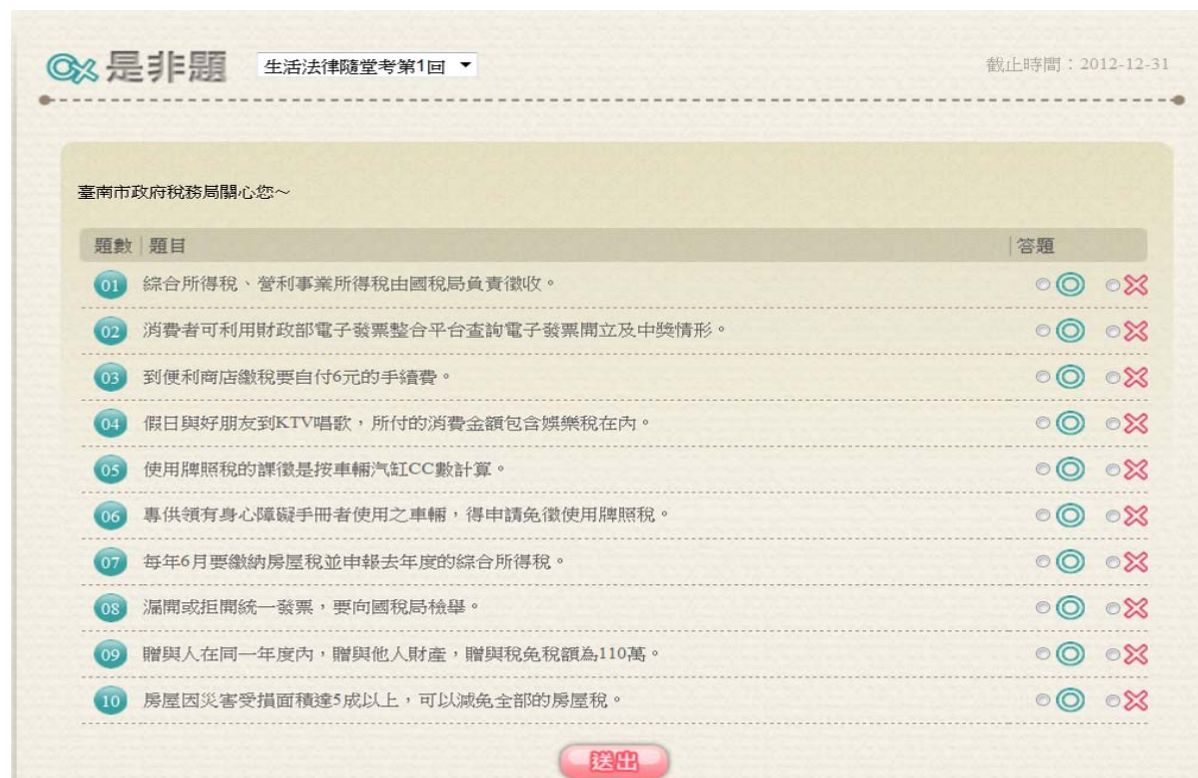 是非題 生活法律隨堂考第1回 截止時間：2012-12-31
臺南市政府稅務局關心您～
題數 題目 答題
01 綜合所得稅、營利事業所得稅由國稅局負責徵收。
02 消費者可利用財政部電子發票整合平台查詢電子發票開立及中獎情形。
03 到便利商店繳稅要自付6元的手續費。
04 假日與好朋友到KTV唱歌，所付的消費金額包含娛樂稅在內。
05 使用牌照稅的課徵是按車輛汽缸CC數計算。
06 專供領有身心障礙手冊者使用之車輛，得申請免徵使用牌照稅。
07 每年6月要繳納房屋稅並申報去年度的綜合所得稅。
08 漏開或拒開統一發票，要向國稅局檢舉。
09 贈與人在同一年度內，贈與他人財產，贈與稅免稅額為110萬。
10 房屋因災害受損面積達5成以上，可以減免全部的房屋稅。
送出